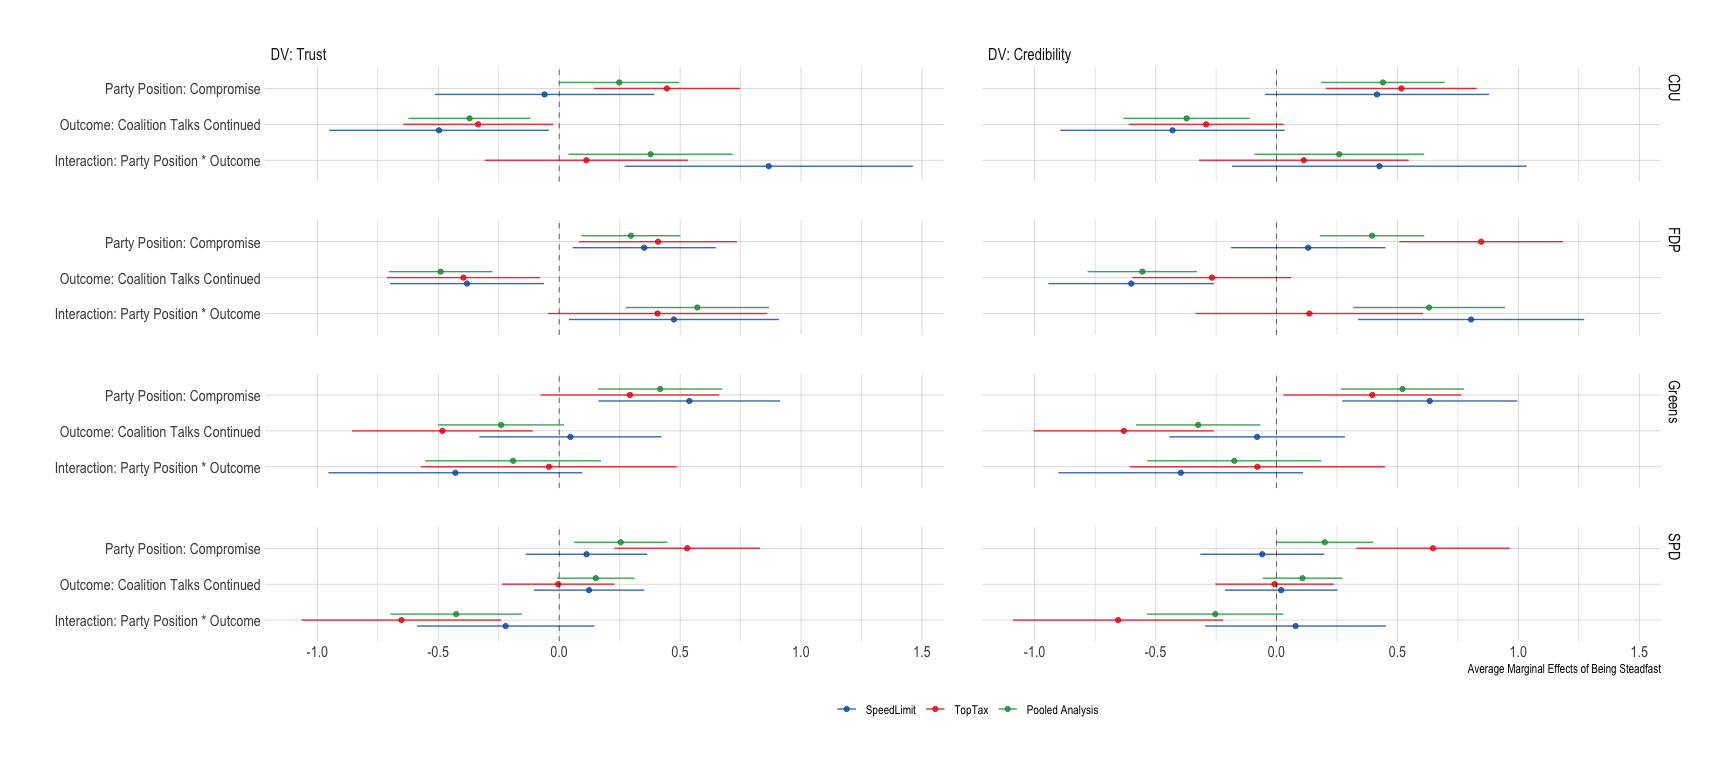 DV: Trust
DV: Credibility
Party Position: Compromise
Outcome: Coalition Talks Continued
Interaction: Party Position * Outcome
CDU
Party Position: Compromise
Outcome: Coalition Talks Continued
Interaction: Party Position * Outcome
FDP
Party Position: Compromise
Outcome: Coalition Talks Continued
Interaction: Party Position * Outcome
Greens
Party Position: Compromise
Outcome: Coalition Talks Continued
Interaction: Party Position * Outcome
SPD
-1.0 -0.5 0.0 0.5 1.0 1.5
-1.0 -0.5 0.0 0.5 1.0 1.5
Average Marginal Effects of Being Steadfast
SpeedLimit TopTax Pooled Analysis